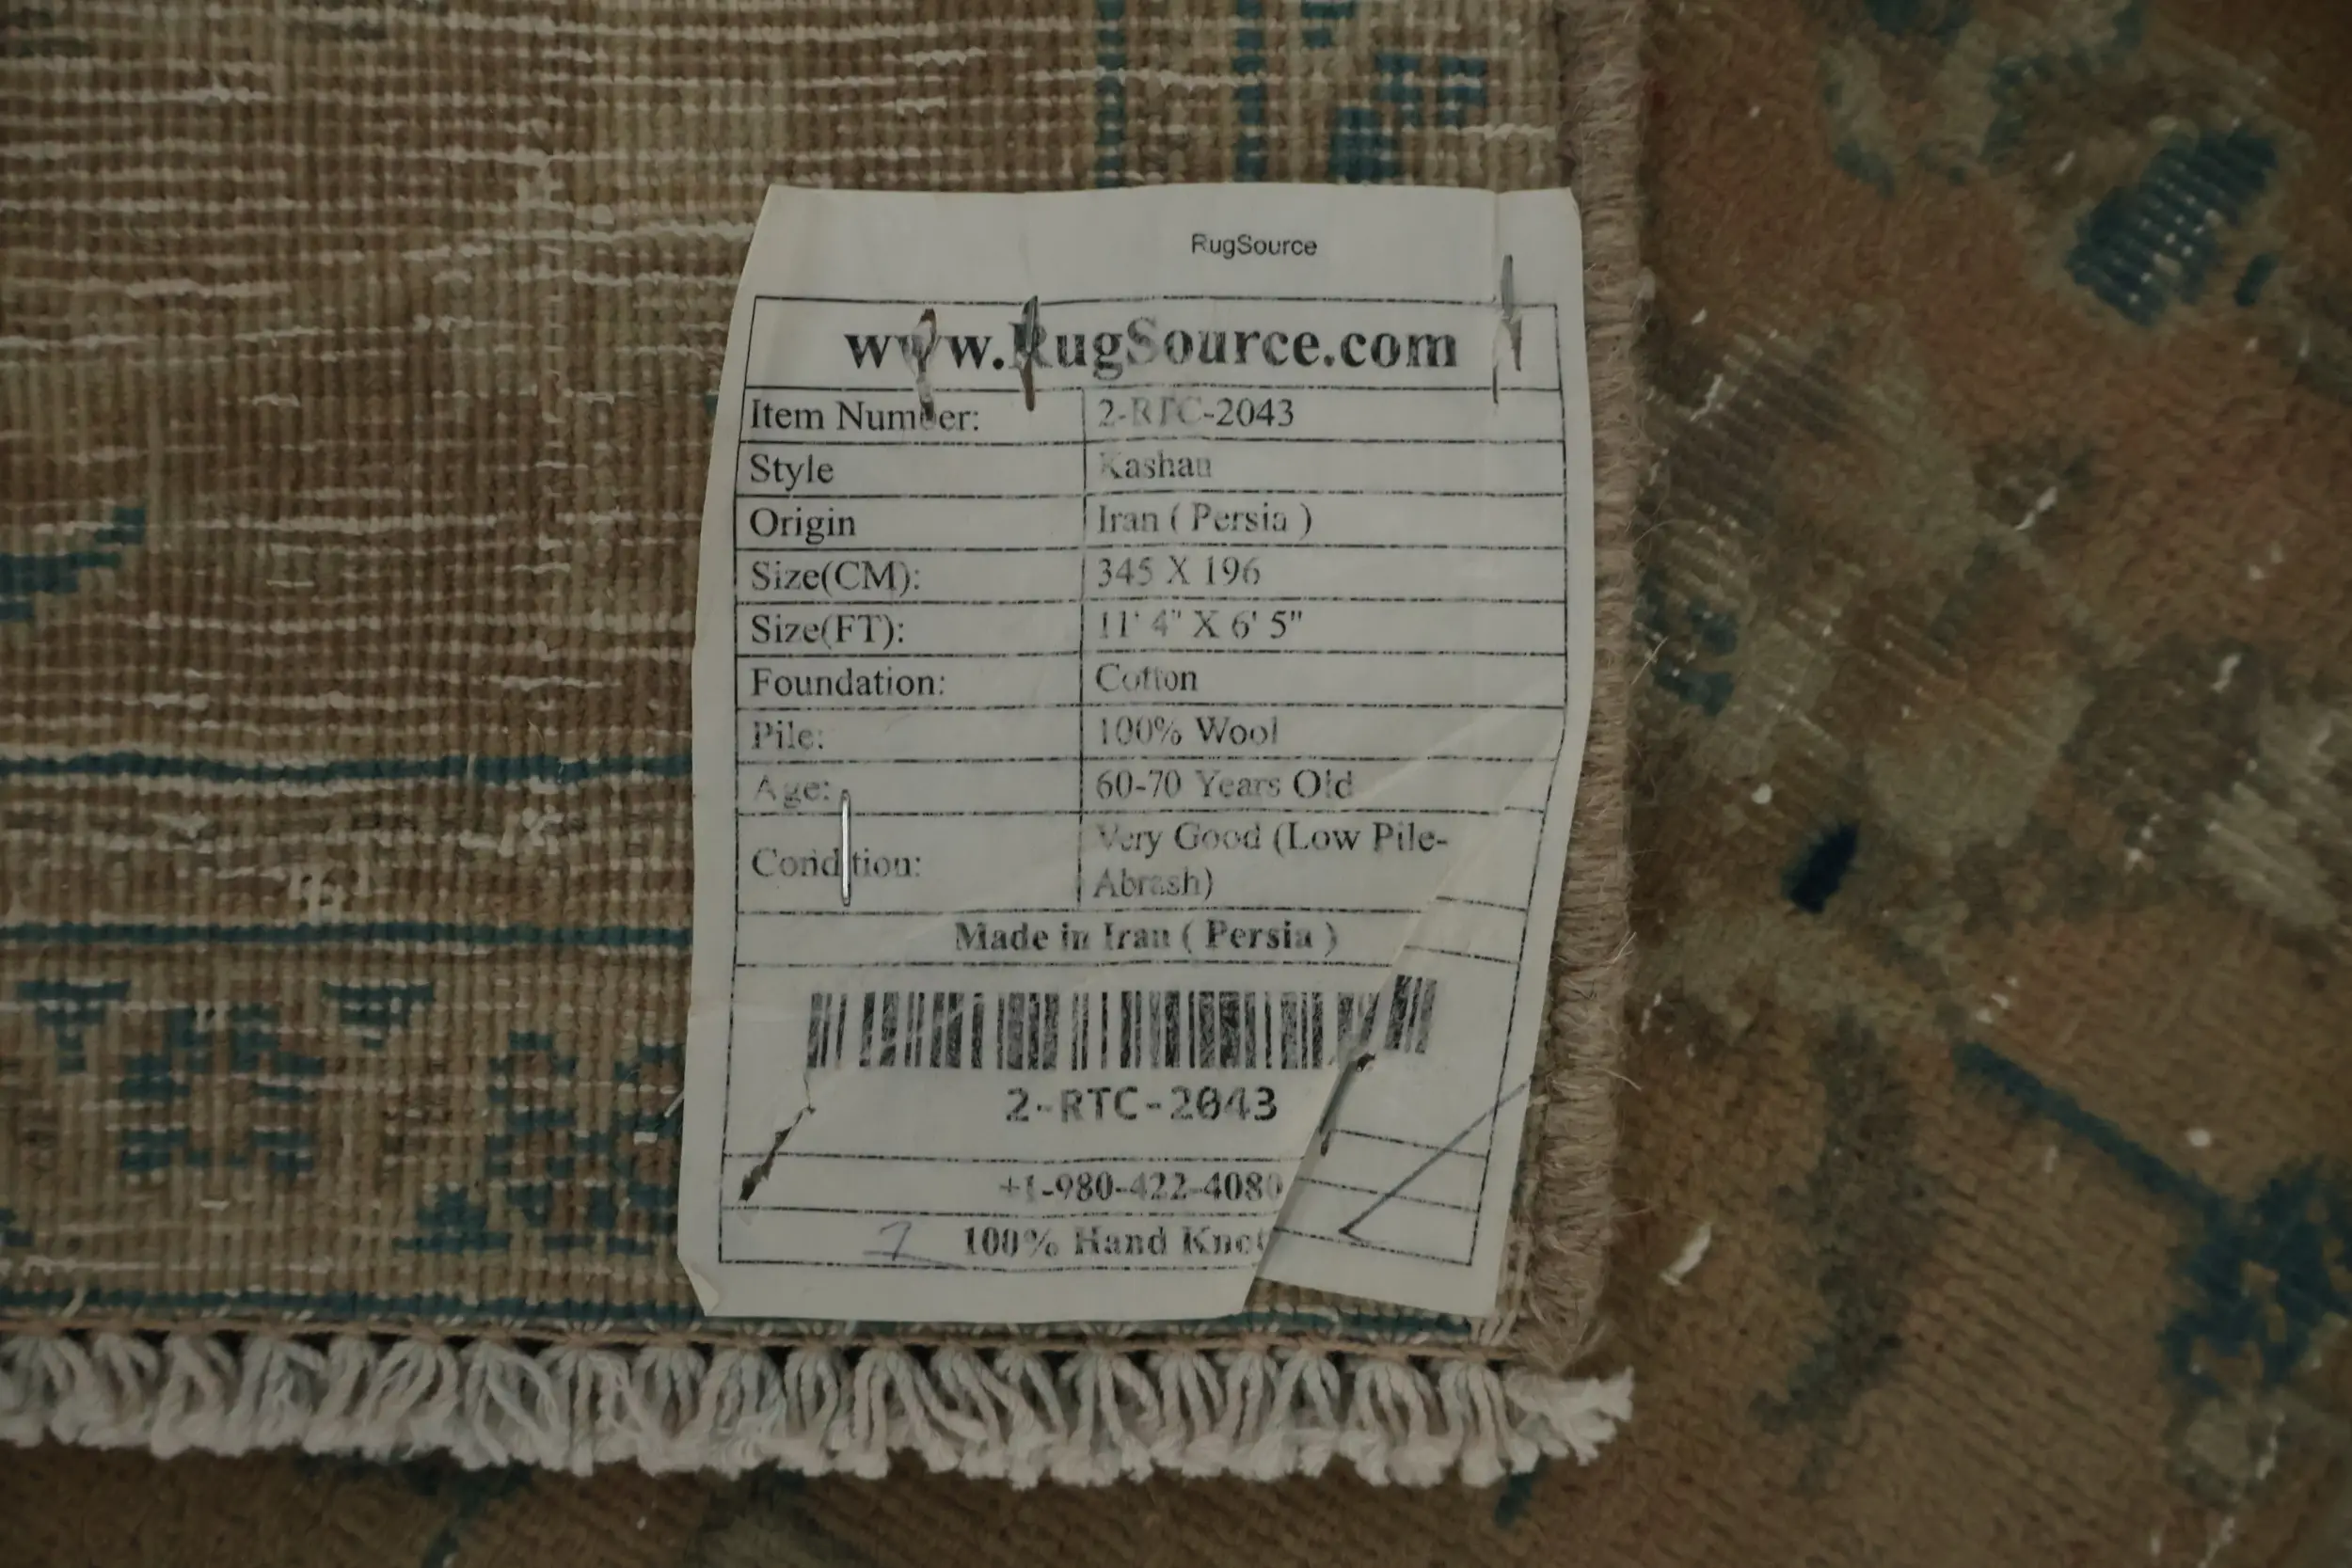 RugSource
www.RugSource.com
Item Number: 2-RTC-2043
Style Kashan
Origin Iran ( Persia )
Size(CM): 345 X 196
Size(FT): 11' 4" X 6' 5"
Foundation: Cotton
Pile: 100% Wool
Age: 60-70 Years Old
Condition: Very Good (Low Pile-
Abrash)
Made in Iran ( Persia )
2-RTC-2043
+1-980-422-4080
100% Hand